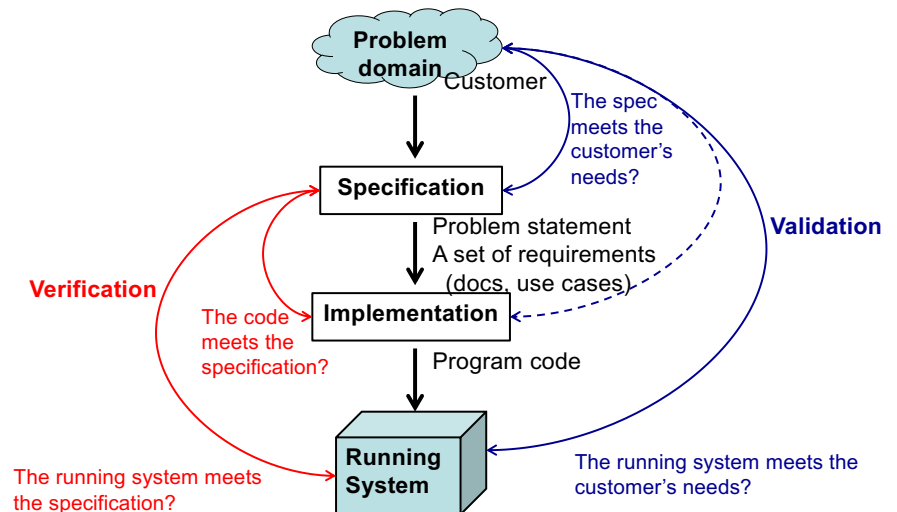 Problem
domain
Customer
The spec
meets the
customer's
needs?
Specification
Problem statement
A set of requirements
(docs, use cases)
Validation
Verification
The code
meets the
specification?
Implementation
Program code
Running
System
The running system meets
the specification?
The running system meets the
customer's needs?